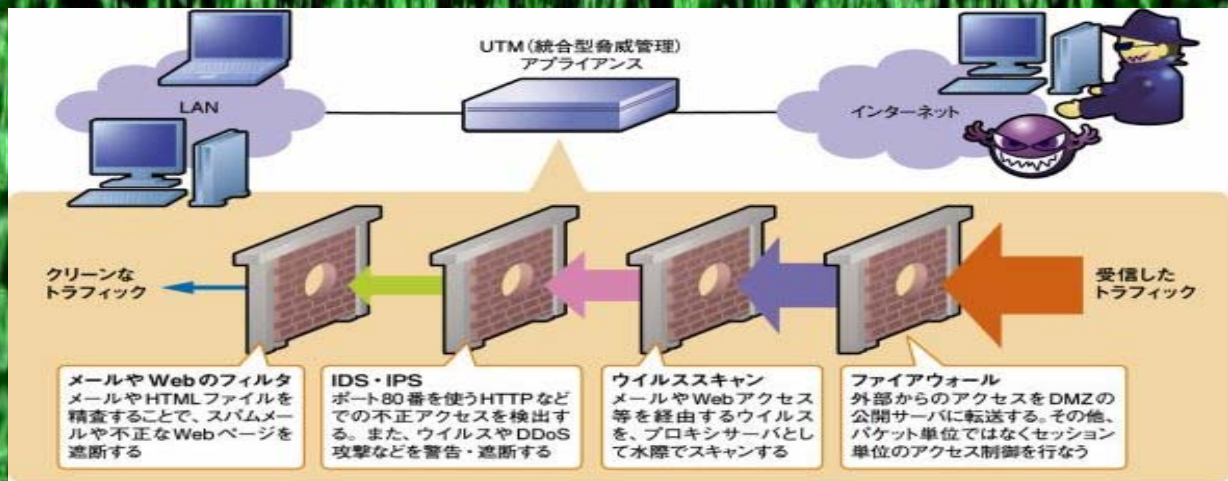 UTM(統合型脅威管理)
アプライアンス
LAN
インターネット
クリーンな
トラフィック
受信した
トラフィック
メールやWebのフィルタ
メールやHTMLファイルを
精査することで、スパムメー
ルや不正なWebページを
遮断する
IDS・IPS
ポート80番を使うHTTPなど
での不正アクセスを検出す
る。また、ウイルスやDDoS
攻撃などを警告・遮断する
ウイルススキャン
メールやWebアクセス
等を経由するウイルス
を、プロキシサーバとし
て水際でスキャンする
ファイアウォール
外部からのアクセスをDMZの
公開サーバに転送する。その他、
パケット単位ではなくセッション
単位のアクセス制御を行なう